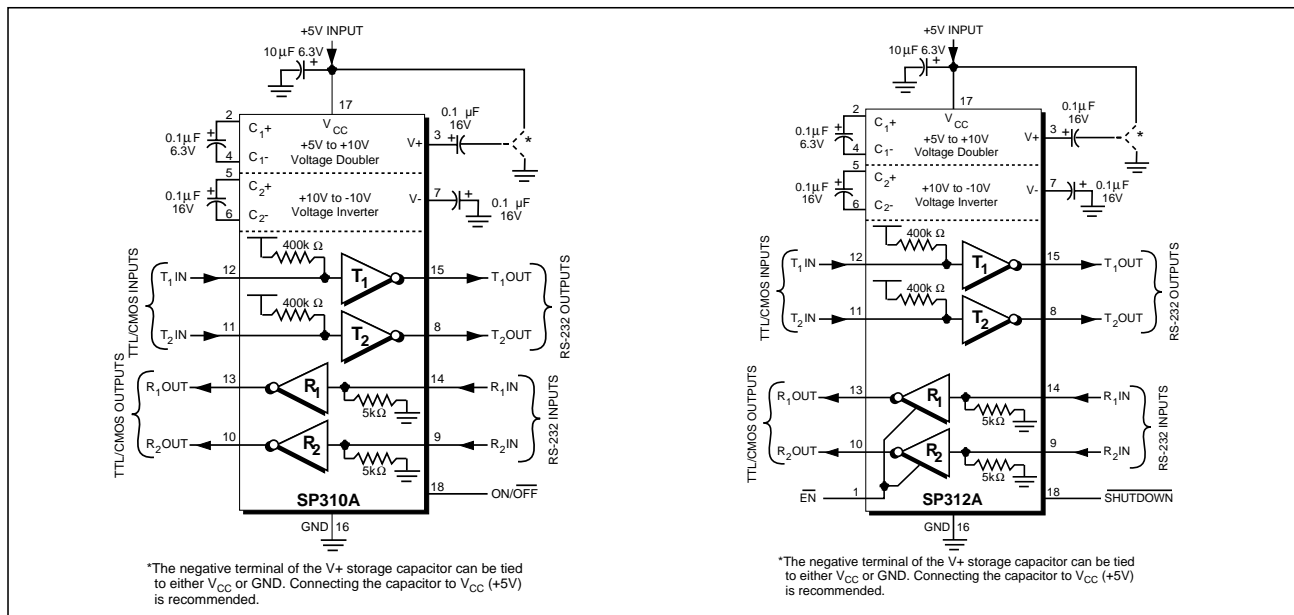 +5V INPUT
10 µF 6.3V
+
17
2
C1+
VCC
0.1 µF
16V
0.1µF
6.3V
+
+5V to +10V
Voltage Doubler
V+
3
+
*
4
C1-
5
C2+
0.1µF
16V
+
+10V to -10V
Voltage Inverter
V-
7
+
0.1 µF
16V
6
C2-
400k Ω
TTL/CMOS INPUTS
T1 IN
12
T1
15
T1OUT
RS-232 OUTPUTS
400k Ω
T2 IN
11
T2
8
T2OUT
TTL/CMOS OUTPUTS
R1OUT
13
R1
14
R1IN
RS-232 INPUTS
5kΩ
R2OUT
10
R2
9
R2IN
5kΩ
18
ON/OFF
SP310A
GND
16
*The negative terminal of the V+ storage capacitor can be tied
to either VCC or GND. Connecting the capacitor to VCC (+5V)
is recommended.
+5V INPUT
10 µF 6.3V
+
17
2
C1+
VCC
0.1µF
16V
0.1µF
6.3V
+
+5V to +10V
Voltage Doubler
V+
3
+
*
4
C1-
5
C2+
0.1µF
16V
+
+10V to -10V
Voltage Inverter
V-
7
+
0.1µF
16V
6
C2-
400k Ω
TTL/CMOS INPUTS
T1 IN
12
T1
15
T1OUT
RS-232 OUTPUTS
400k Ω
T2 IN
11
T2
8
T2OUT
TTL/CMOS OUTPUTS
R1OUT
13
R1
14
R1IN
RS-232 INPUTS
5kΩ
R2OUT
10
R2
9
R2IN
5kΩ
EN
1
18
SHUTDOWN
SP312A
GND
16
*The negative terminal of the V+ storage capacitor can be tied
to either VCC or GND. Connecting the capacitor to VCC (+5V)
is recommended.